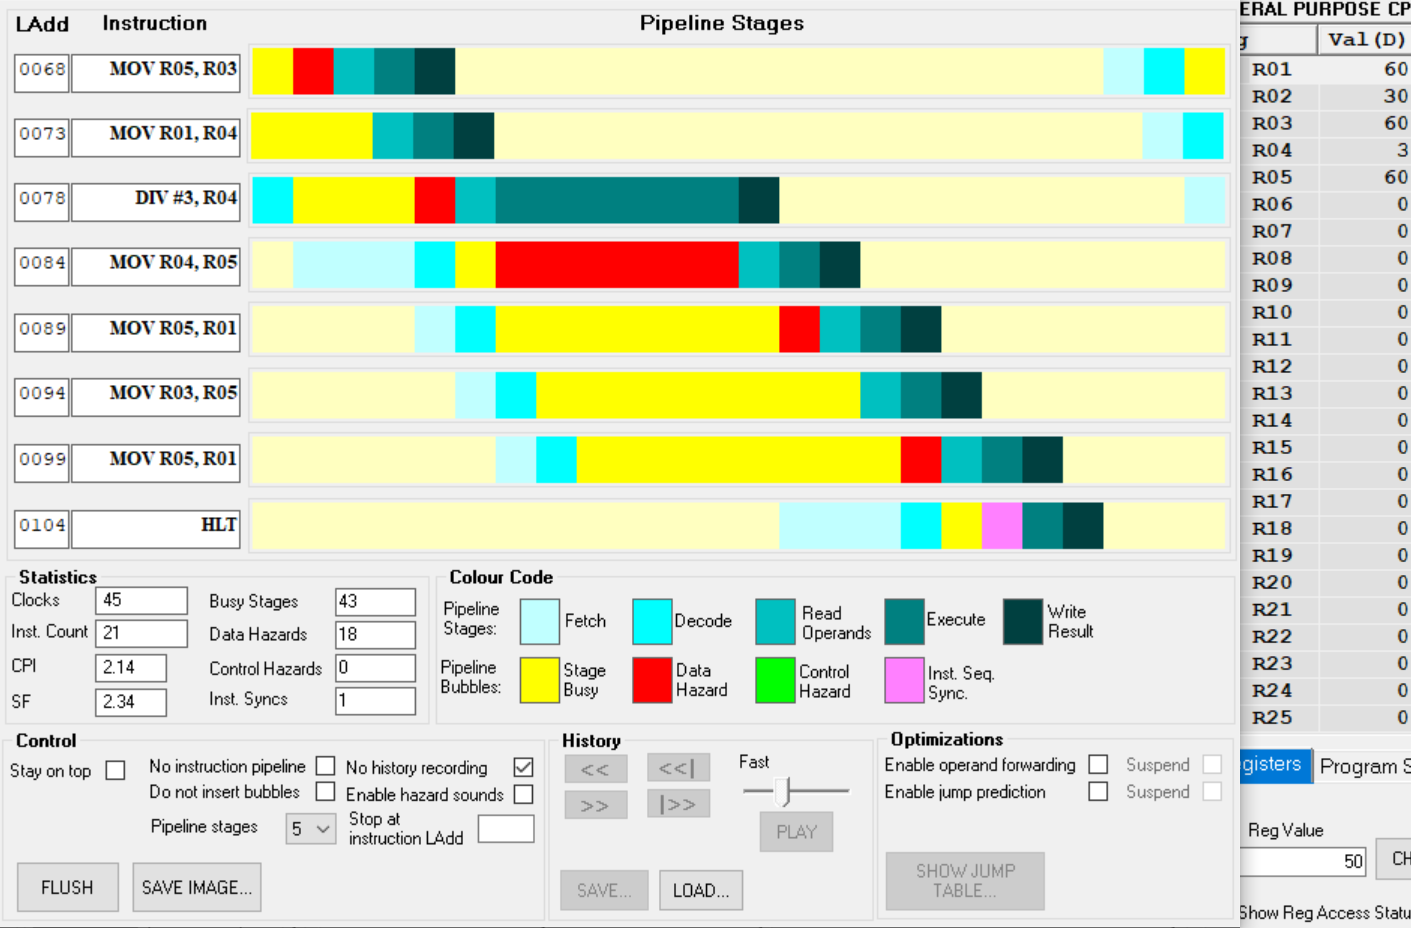 LAdd Instruction Pipeline Stages
0068 MOV R05, R03
0073 MOV R01, R04
0078 DIV #3, R04
0084 MOV R04, R05
0089 MOV R05, R01
0094 MOV R03, R05
0099 MOV R05, R01
0104 HLT
Statistics
Clocks 45 Busy Stages 43
Inst. Count 21 Data Hazards 18
CPI 2.14 Control Hazards 0
SF 2.34 Inst. Syncs 1
Colour Code
Pipeline Stages: Fetch Decode Read Operands Execute Write Result
Pipeline Bubbles: Stage Busy Data Hazard Control Hazard Inst. Seq. Sync.
Control
Stay on top No instruction pipeline No history recording
Do not insert bubbles Enable hazard sounds
Pipeline stages 5 Stop at instruction LAdd
FLUSH SAVE IMAGE...
History
<< <<| Fast
>> |>>
PLAY
SAVE... LOAD...
Optimizations
Enable operand forwarding Suspend
Enable jump prediction Suspend
SHOW JUMP TABLE...
ERAL PURPOSE CP
g Val(D)
R01 60
R02 30
R03 60
R04 3
R05 60
R06 0
R07 0
R08 0
R09 0
R10 0
R11 0
R12 0
R13 0
R14 0
R15 0
R16 0
R17 0
R18 0
R19 0
R20 0
R21 0
R22 0
R23 0
R24 0
R25 0
gisters Program S
Reg Value
50 CH
Show Reg Access Statu